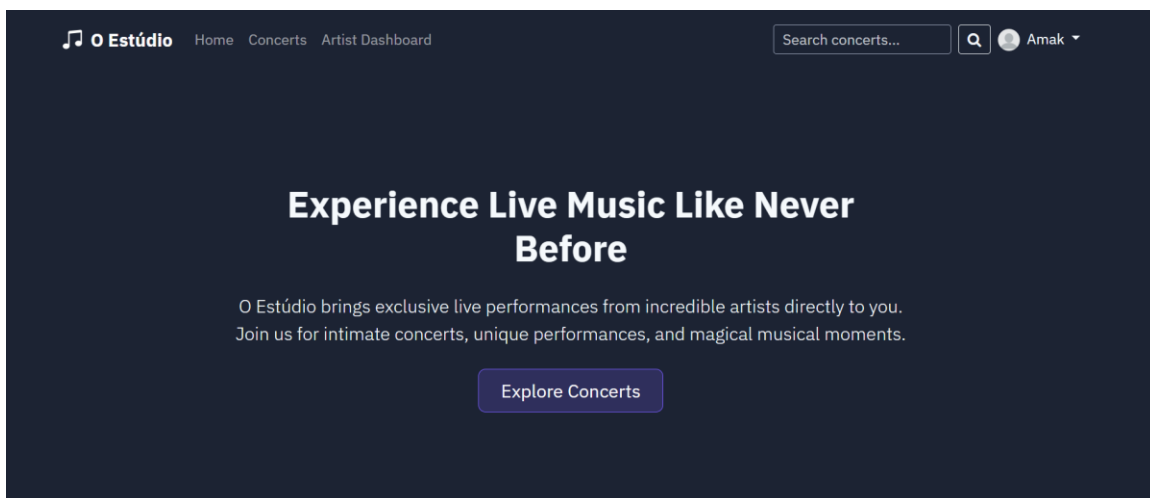 O Estúdio Home Concerts Artist Dashboard Search concerts... Amak
Experience Live Music Like Never
Before
O Estúdio brings exclusive live performances from incredible artists directly to you.
Join us for intimate concerts, unique performances, and magical musical moments.
Explore Concerts